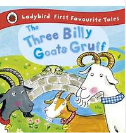 Ladybird First Favourite Tales
The
Three Billy
Goats Gruff